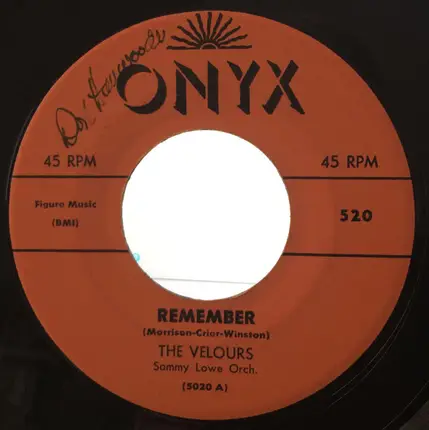 ONYX
45 RPM
45 RPM
Figure Music
(BMI)
520
REMEMBER
(Morrison-Crier-Winston)
THE VELOURS
Sammy Lowe Orch.
(5020 A)